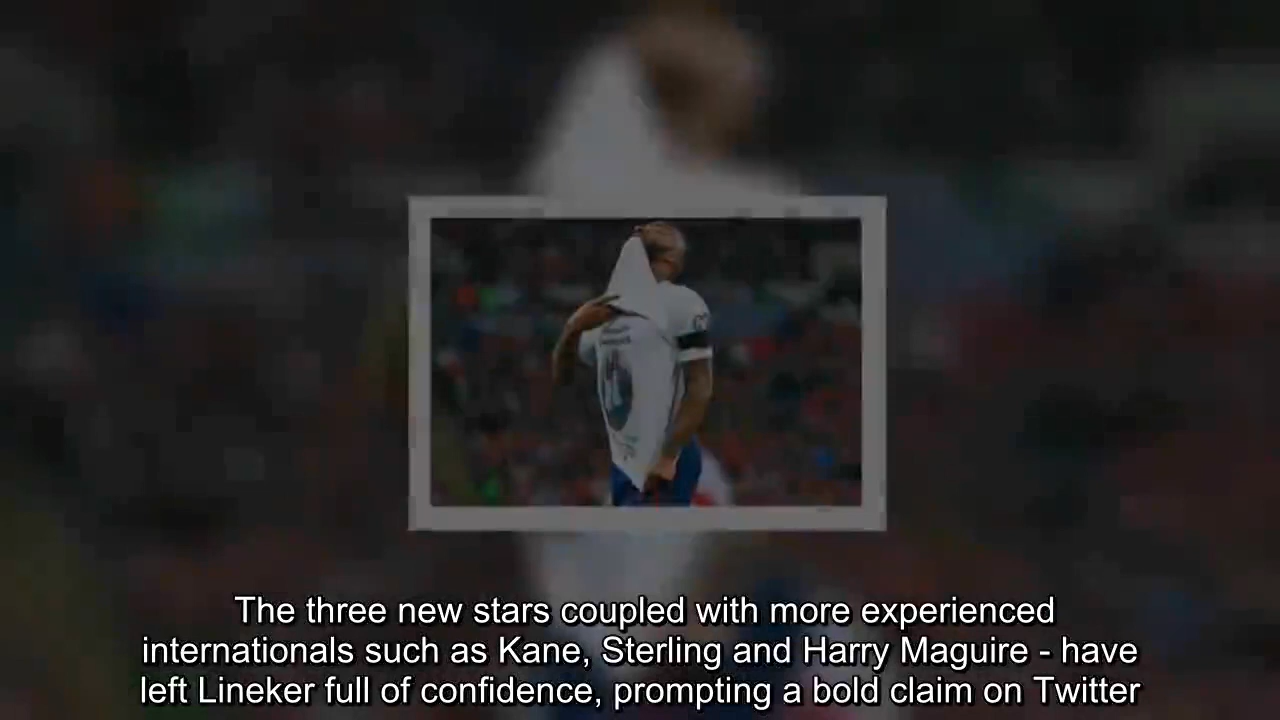 The three new stars coupled with more experienced
internationals such as Kane, Sterling and Harry Maguire - have
left Lineker full of confidence, prompting a bold claim on Twitter